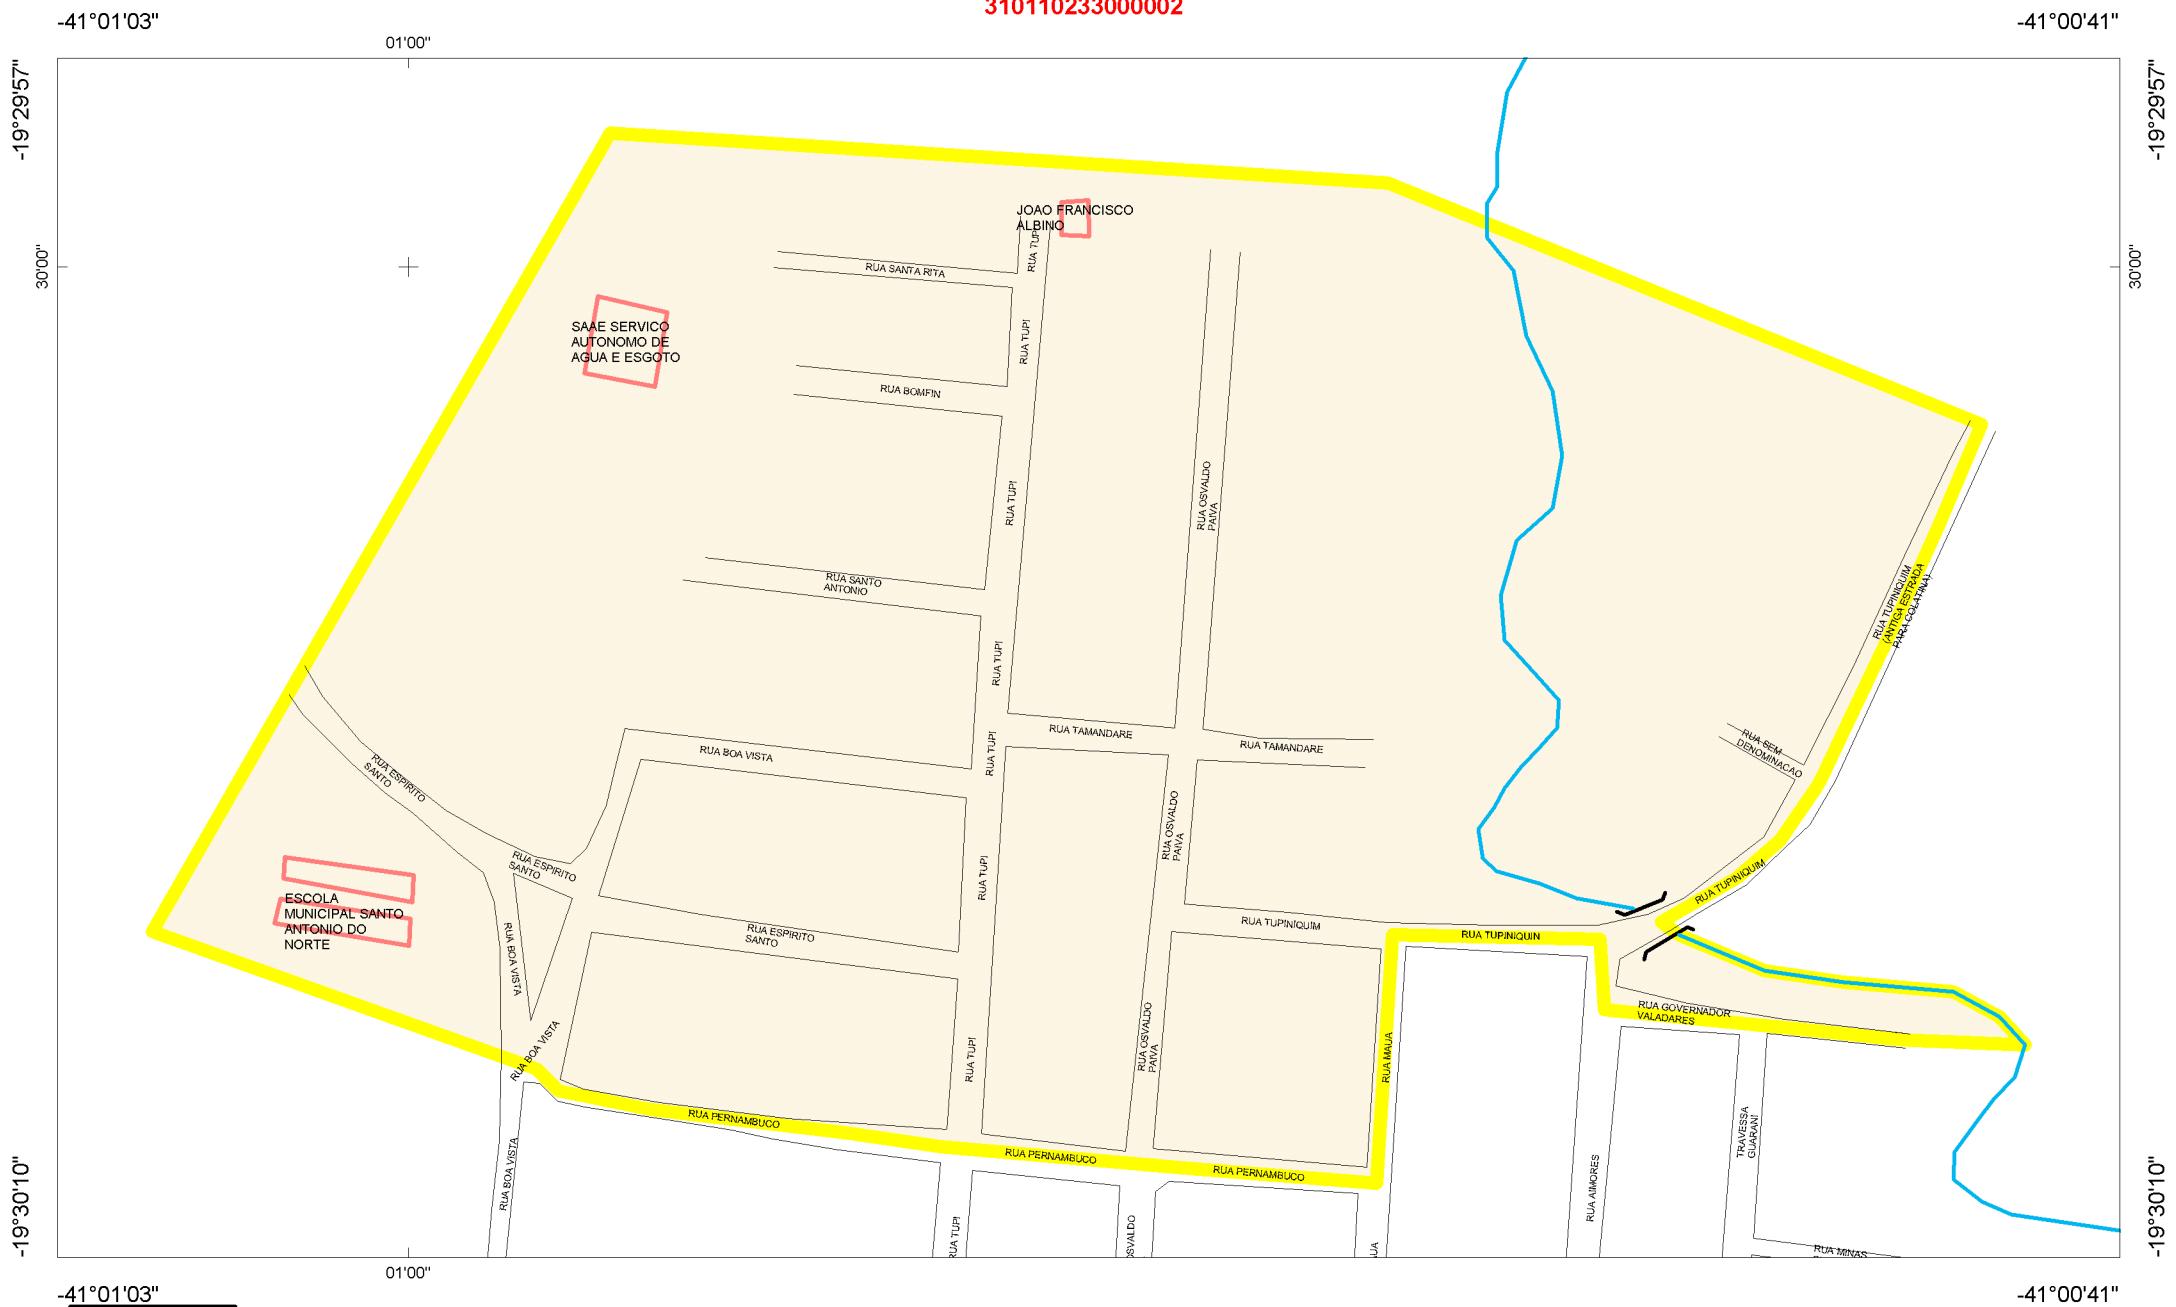 310110233000002
-41°01'03"
-41°00'41"
01'00"
-19°29'57"
-19°29'57"
30'00"
30'00"
JOAO FRANCISCO
ALBINO
RUA TUPI
RUA SANTA RITA
SAAE SERVICO
AUTONOMO DE
AGUA E ESGOTO
RUA TUPI
RUA BOMFIN
RUA TUPI
RUA OSVALDO
PAIVA
RUA SANTO
ANTONIO
RUA TUPINIQUIM
(ANTIGA ESTRADA
PARA COLATINA)
RUA TUPI
RUA TAMANDARE
RUA TAMANDARE
RUA BOA VISTA
RUA TUPI
RUA SEM
DENOMINACAO
RUA ESPIRITO
SANTO
RUA OSVALDO
PAIVA
RUA ESPIRITO
SANTO
RUA TUPI
RUA TUPINIQUIM
ESCOLA
MUNICIPAL SANTO
ANTONIO DO
NORTE
RUA BOA VISTA
RUA ESPIRITO
SANTO
RUA TUPINIQUIM
RUA TUPINIQUIN
RUA GOVERNADOR
VALADARES
RUA BOA VISTA
RUA TUPI
RUA OSVALDO
PAIVA
RUA MAUA
RUA PERNAMBUCO
RUA PERNAMBUCO
RUA PERNAMBUCO
RUA BOA VISTA
RUA AIMORES
TRAVESSA
GUARANI
RUA TUPI
SVALDO
UA
RUA MINAS
-19°30'10"
-19°30'10"
01'00"
-41°01'03"
-41°00'41"